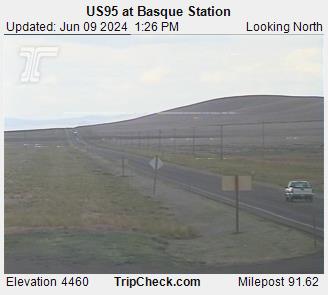 US95 at Basque Station
Updated: Jun 09 2024 1:26 PM Looking North
Elevation 4460 TripCheck.com Milepost 91.62